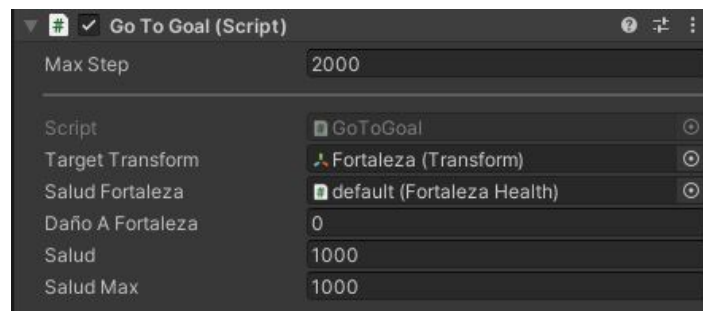 Go To Goal (Script)
Max Step 2000
Script GoToGoal
Target Transform Fortaleza (Transform)
Salud Fortaleza default (Fortaleza Health)
Daño A Fortaleza 0
Salud 1000
Salud Max 1000